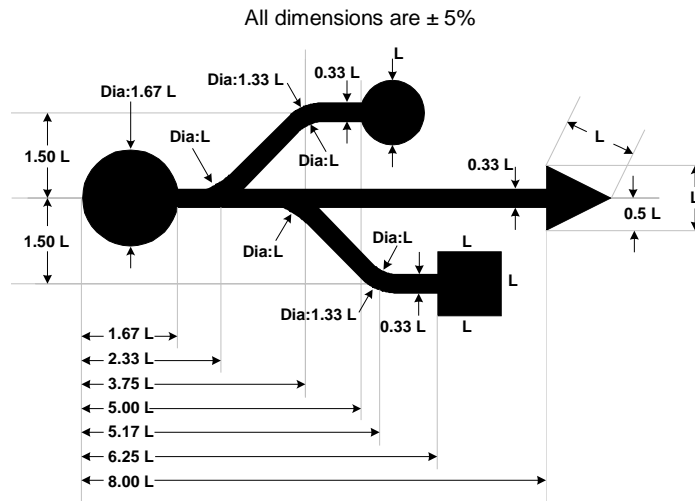 All dimensions are ± 5%
L
Dia:1.33 L
0.33 L
Dia:1.67 L
L
Dia:L
Dia:L
1.50 L
0.33 L
L
0.5 L
1.50 L
Dia:L
Dia:L
L
L
Dia:1.33 L
0.33 L
L
1.67 L
2.33 L
3.75 L
5.00 L
5.17 L
6.25 L
8.00 L